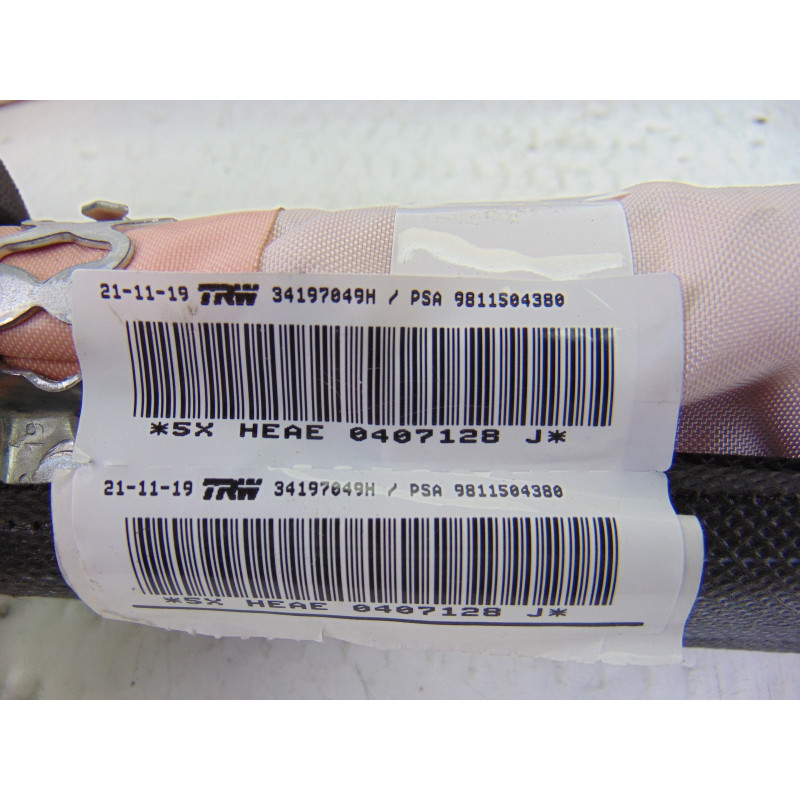 21-11-19 TRW 34197049H / PSA 9811504380
*5X HEAE 0407128 J*
21-11-19 TRW 34197049H / PSA 9811504380
*5X HEAE 0407128 J*